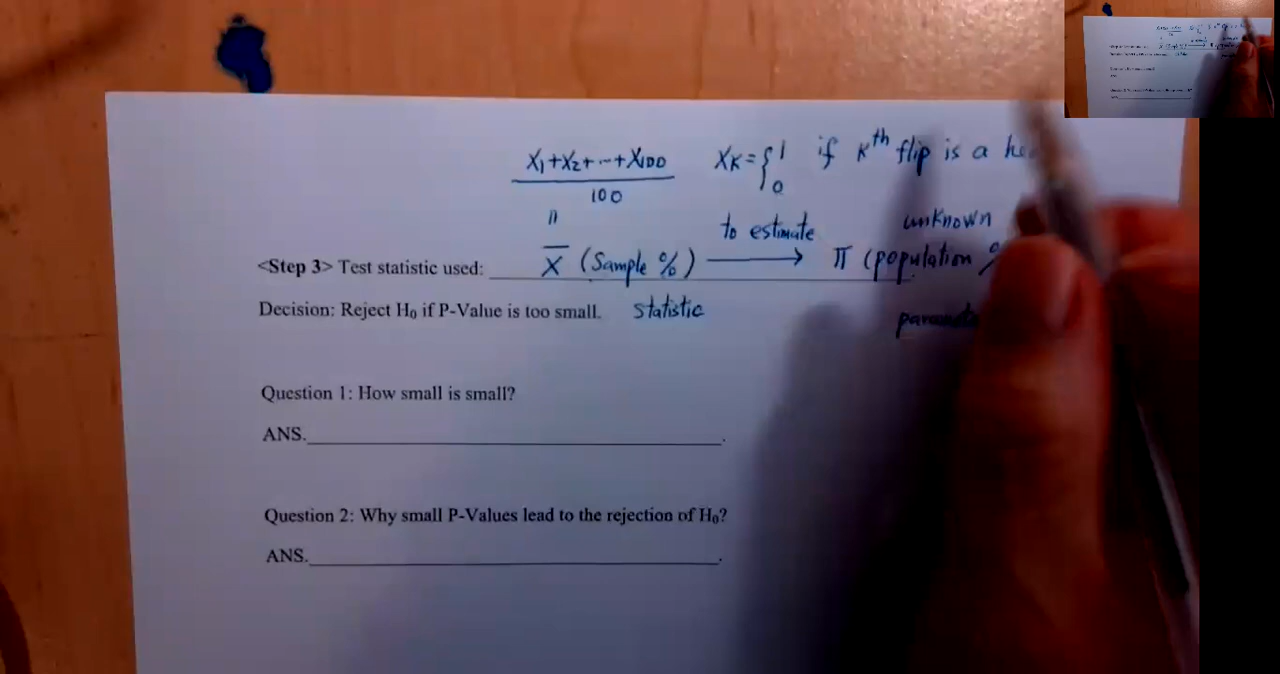 X₁+X₂+...+X₁₀₀ / 100 Xₖ={1 if Kᵗʰ flip is a
0
"
to estimate unknown
<Step 3> Test statistic used: X̄ (Sample %) → π (population %
Decision: Reject H₀ if P-Value is too small. statistic
Question 1: How small is small?
ANS.
Question 2: Why small P-Values lead to the rejection of H₀?
ANS.